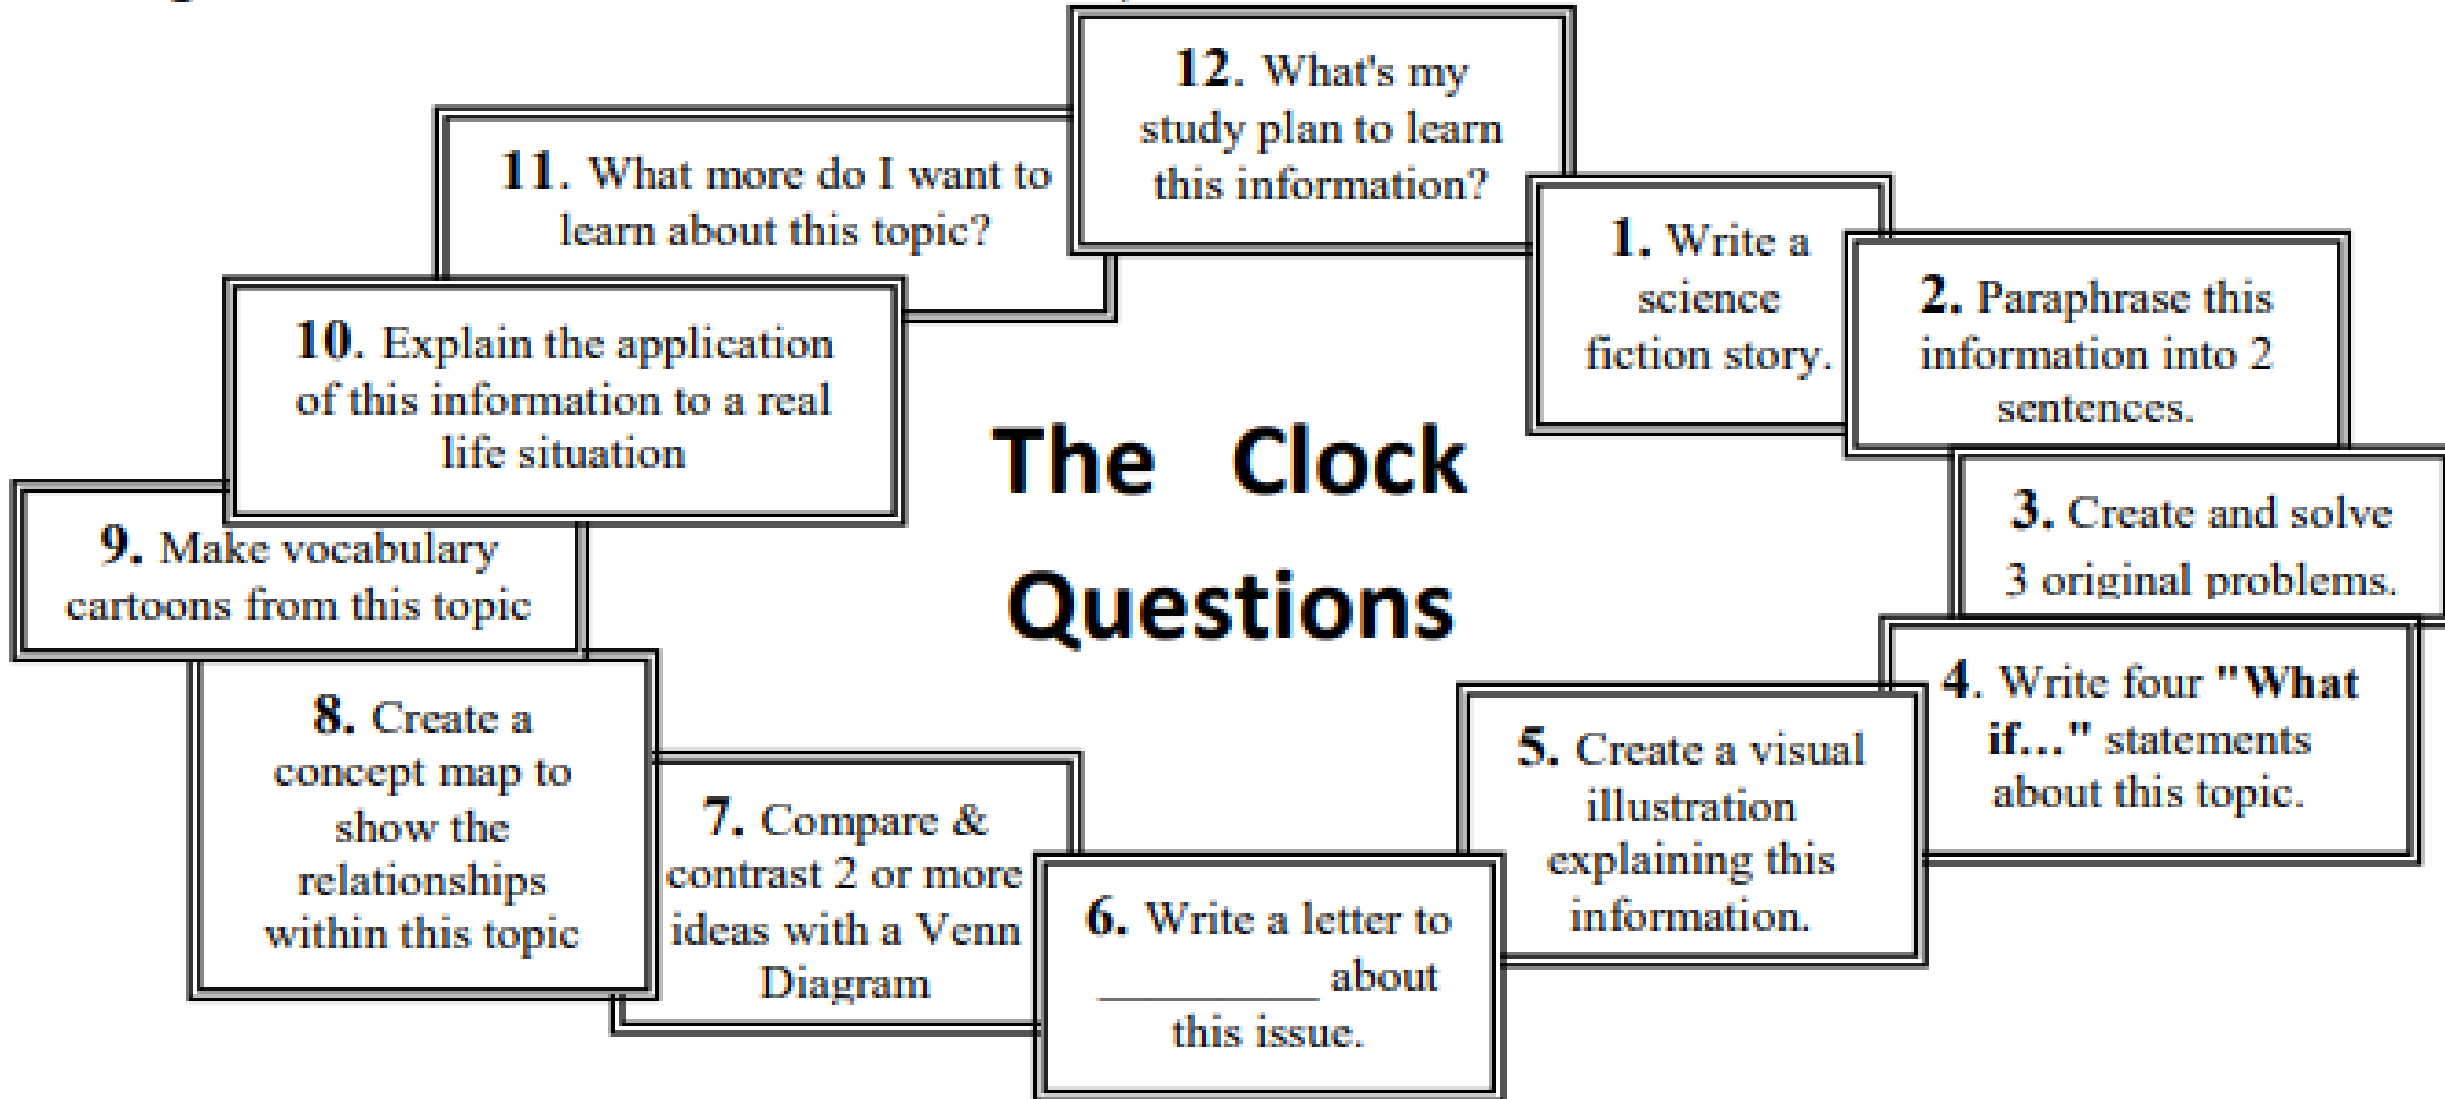 12. What's my
study plan to learn
this information?
11. What more do I want to
learn about this topic?
1. Write a
science
fiction story.
2. Paraphrase this
information into 2
sentences.
10. Explain the application
of this information to a real
life situation
The Clock
Questions
3. Create and solve
3 original problems.
9. Make vocabulary
cartoons from this topic
4. Write four "What
if..." statements
about this topic.
8. Create a
concept map to
show the
relationships
within this topic
5. Create a visual
illustration
explaining this
information.
7. Compare &
contrast 2 or more
ideas with a Venn
Diagram
6. Write a letter to
__________ about
this issue.